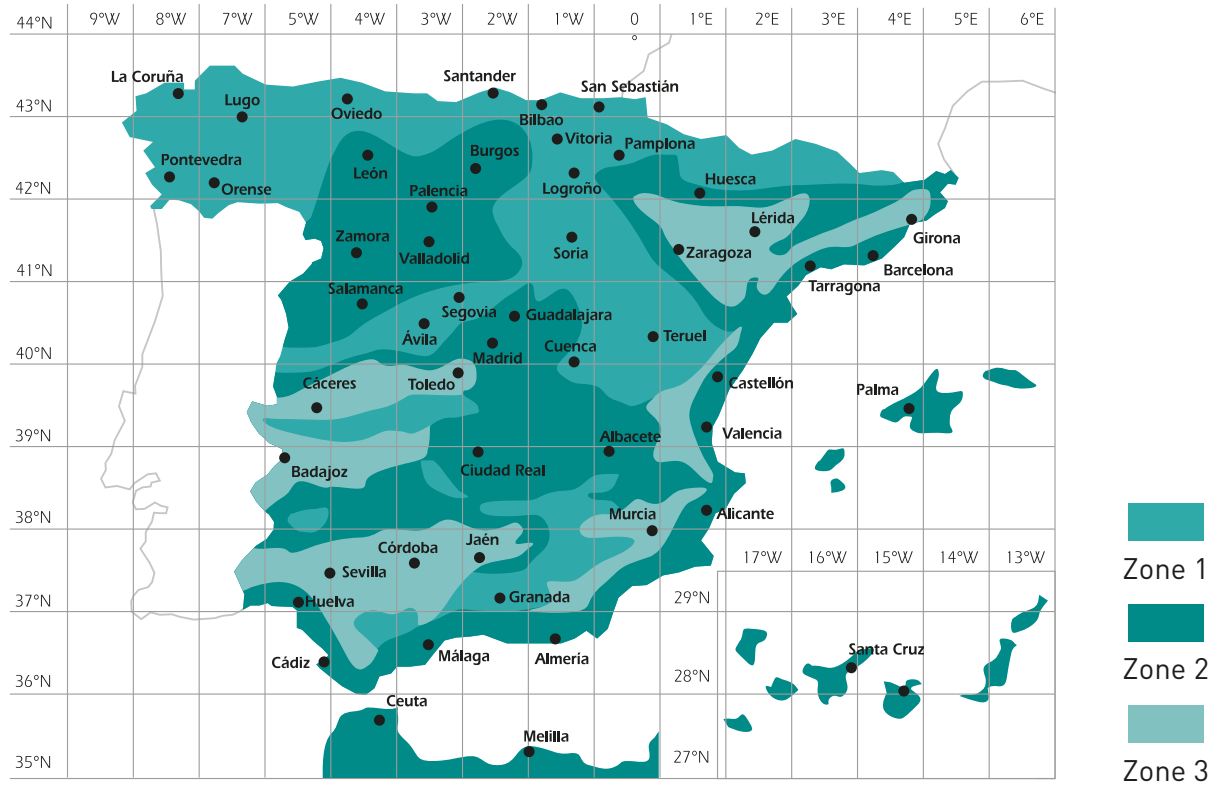 44°N 9°W 8°W 7°W 6°W 5°W 4°W 3°W 2°W 1°W 0 2°E 3°E 4°E 5°E 6°E
°
La Coruña
Santander
San Sebastián
Lugo
43°N
Oviedo
Bilbao
Vitoria
Pamplona
Pontevedra
Burgos
León
Huesca
Orense
Logroño
42°N
Palencia
Lérida
Zamora
Girona
Valladolid
Soria
Zaragoza
41°N
Barcelona
Salamanca
Tarragona
Segovia
Guadalajara
Ávila
Teruel
Cuenca
40°N
Madrid
Cáceres
Toledo
Castellón
Palma
39°N
Albacete
Valencia
Badajoz
Ciudad Real
38°N
Murcia
Alicante
Jaén
Córdoba
17°W 16°W 15°W 14°W 13°W
Sevilla
Zone 1
37°N
Huelva
Granada
29°N
Cádiz
Málaga
Almería
Santa Cruz
Zone 2
36°N
28°N
Ceuta
Melilla
35°N
27°N
Zone 3